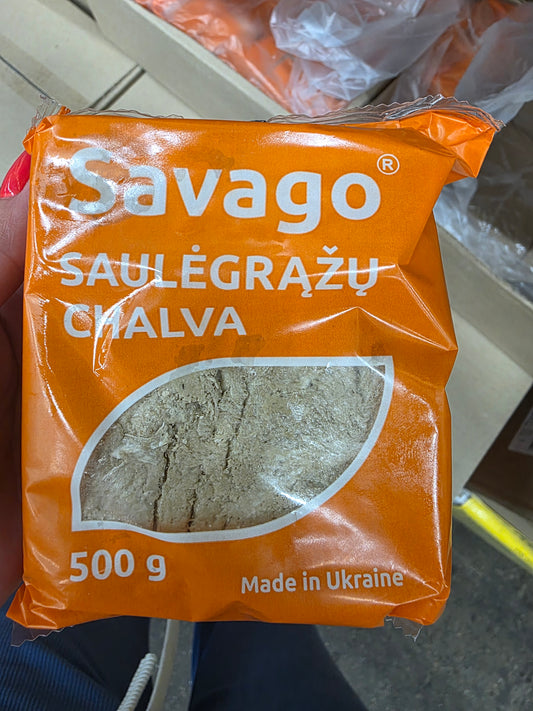 Savago®
SAULĖGRĄŽŲ
CHALVA
500 g
Made in Ukraine